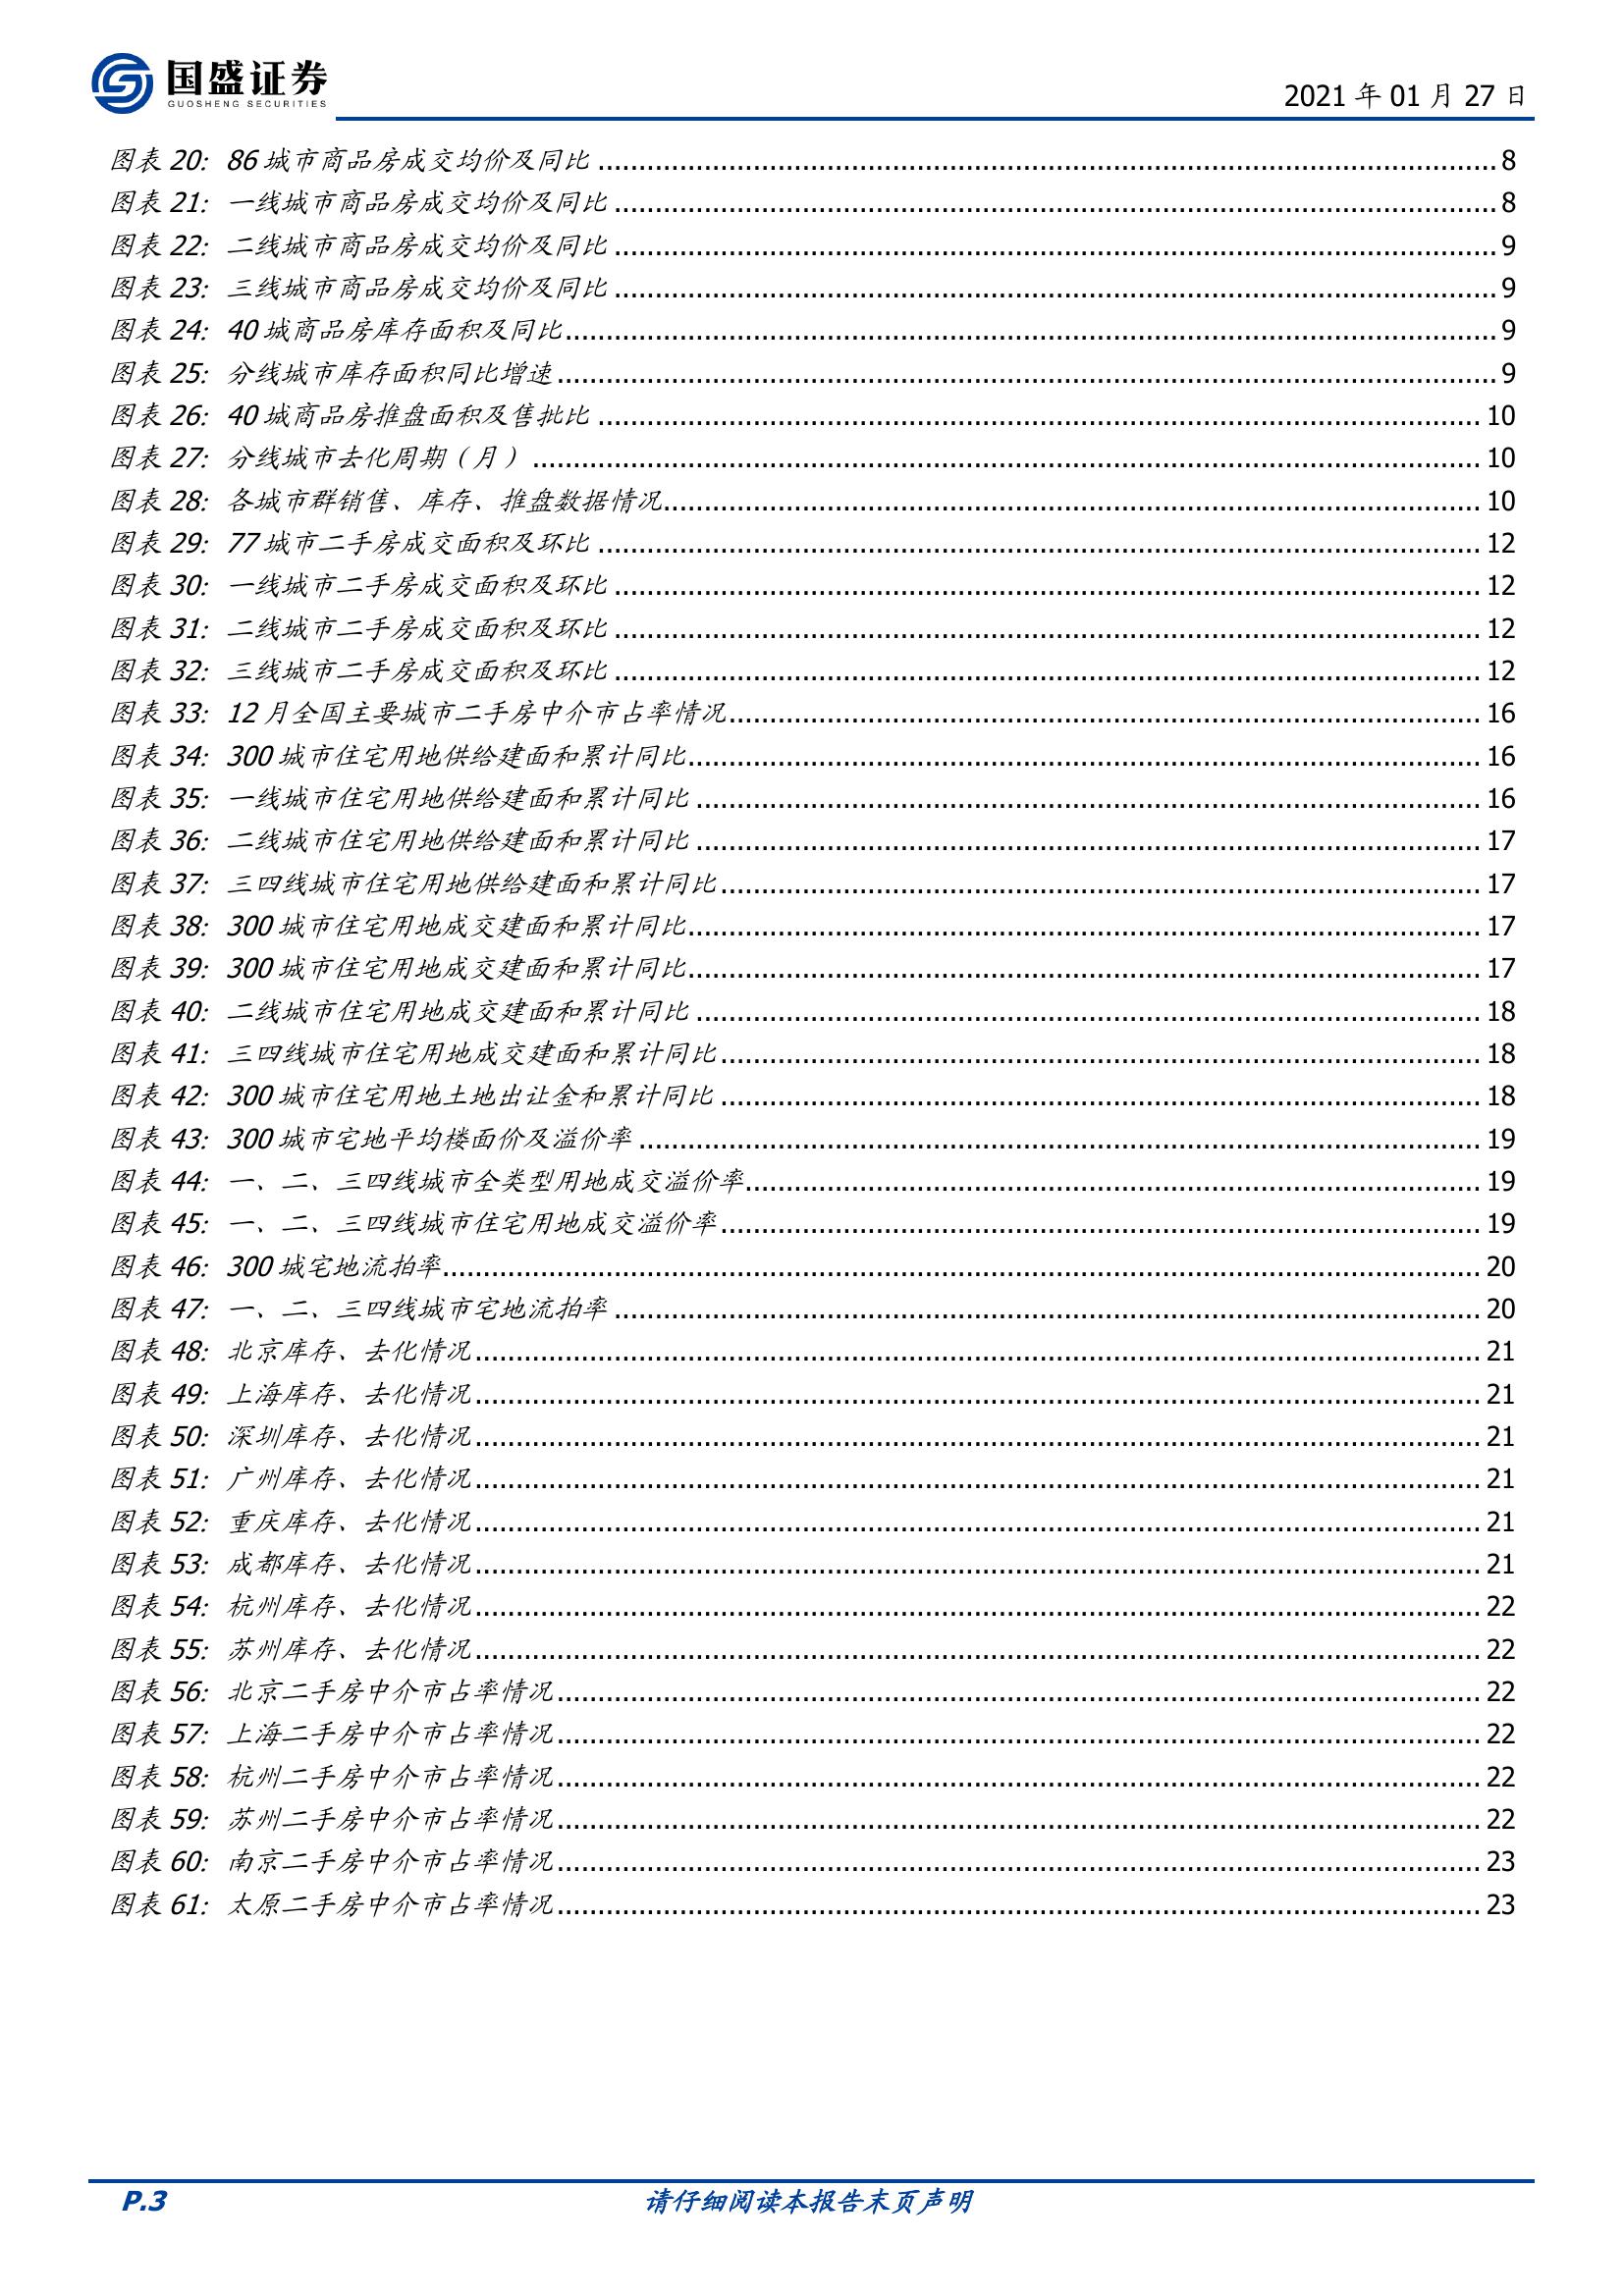 国盛证券
GUOSHENG SECURITIES
2021 年 01 月 27 日
图表 20: 86 城市商品房成交均价及同比 ........ 8
图表 21: 一线城市商品房成交均价及同比 ........ 8
图表 22: 二线城市商品房成交均价及同比 ........ 9
图表 23: 三线城市商品房成交均价及同比 ........ 9
图表 24: 40 城商品房库存面积及同比 ........ 9
图表 25: 分线城市库存面积同比增速 ........ 9
图表 26: 40 城商品房推盘面积及售批比 ........ 10
图表 27: 分线城市去化周期（月） ........ 10
图表 28: 各城市群销售、库存、推盘数据情况 ........ 10
图表 29: 77 城市二手房成交面积及环比 ........ 12
图表 30: 一线城市二手房成交面积及环比 ........ 12
图表 31: 二线城市二手房成交面积及环比 ........ 12
图表 32: 三线城市二手房成交面积及环比 ........ 12
图表 33: 12 月全国主要城市二手房中介市占率情况 ........ 16
图表 34: 300 城市住宅用地供给建面和累计同比 ........ 16
图表 35: 一线城市住宅用地供给建面和累计同比 ........ 16
图表 36: 二线城市住宅用地供给建面和累计同比 ........ 17
图表 37: 三四线城市住宅用地供给建面和累计同比 ........ 17
图表 38: 300 城市住宅用地成交建面和累计同比 ........ 17
图表 39: 300 城市住宅用地成交建面和累计同比 ........ 17
图表 40: 二线城市住宅用地成交建面和累计同比 ........ 18
图表 41: 三四线城市住宅用地成交建面和累计同比 ........ 18
图表 42: 300 城市住宅用地土地出让金和累计同比 ........ 18
图表 43: 300 城市宅地平均楼面价及溢价率 ........ 19
图表 44: 一、二、三四线城市全类型用地成交溢价率 ........ 19
图表 45: 一、二、三四线城市住宅用地成交溢价率 ........ 19
图表 46: 300 城宅地流拍率 ........ 20
图表 47: 一、二、三四线城市宅地流拍率 ........ 20
图表 48: 北京库存、去化情况 ........ 21
图表 49: 上海库存、去化情况 ........ 21
图表 50: 深圳库存、去化情况 ........ 21
图表 51: 广州库存、去化情况 ........ 21
图表 52: 重庆库存、去化情况 ........ 21
图表 53: 成都库存、去化情况 ........ 21
图表 54: 杭州库存、去化情况 ........ 22
图表 55: 苏州库存、去化情况 ........ 22
图表 56: 北京二手房中介市占率情况 ........ 22
图表 57: 上海二手房中介市占率情况 ........ 22
图表 58: 杭州二手房中介市占率情况 ........ 22
图表 59: 苏州二手房中介市占率情况 ........ 22
图表 60: 南京二手房中介市占率情况 ........ 23
图表 61: 太原二手房中介市占率情况 ........ 23
P.3
请仔细阅读本报告末页声明